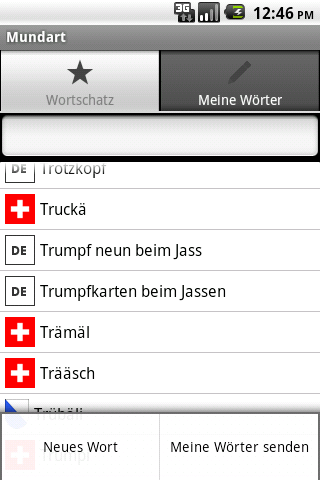 3G
12:46 PM
Mundart
Wortschatz
Meine Wörter
DE Trotzkopf
Truckä
DE Trumpf neun beim Jass
DE Trumpfkarten beim Jassen
Trämäl
Trääsch
Trübäli
Neues Wort
Meine Wörter senden